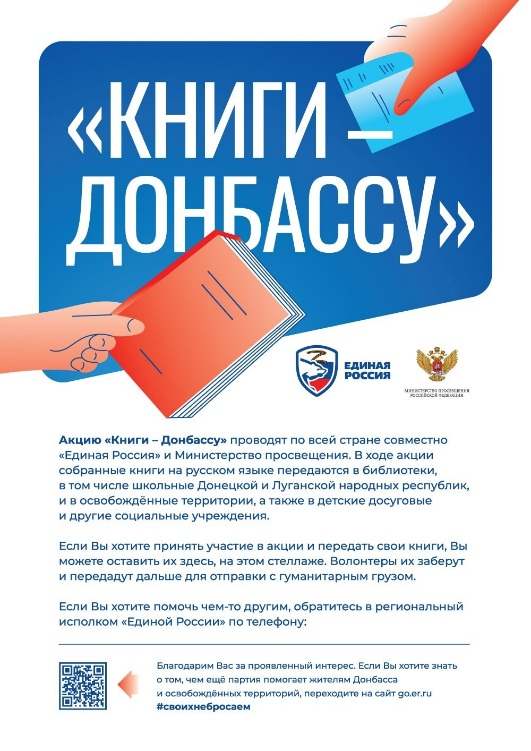 «КНИГИ –
ДОНБАССУ»
ЕДИНАЯ
РОССИЯ
МИНИСТЕРСТВО ПРОСВЕЩЕНИЯ
РОССИЙСКОЙ ФЕДЕРАЦИИ
Акцию «Книги – Донбассу» проводят по всей стране совместно
«Единая Россия» и Министерство просвещения. В ходе акции
собранные книги на русском языке передаются в библиотеки,
в том числе школьные Донецкой и Луганской народных республик,
и в освобождённые территории, а также в детские досуговые
и другие социальные учреждения.
Если Вы хотите принять участие в акции и передать свои книги, Вы
можете оставить их здесь, на этом стеллаже. Волонтеры их заберут
и передадут дальше для отправки с гуманитарным грузом.
Если Вы хотите помочь чем-то другим, обратитесь в региональный
исполком «Единой России» по телефону:
Благодарим Вас за проявленный интерес. Если Вы хотите знать
о том, чем ещё партия помогает жителям Донбасса
и освобождённых территорий, переходите на сайт go.er.ru
#своихнебросаем